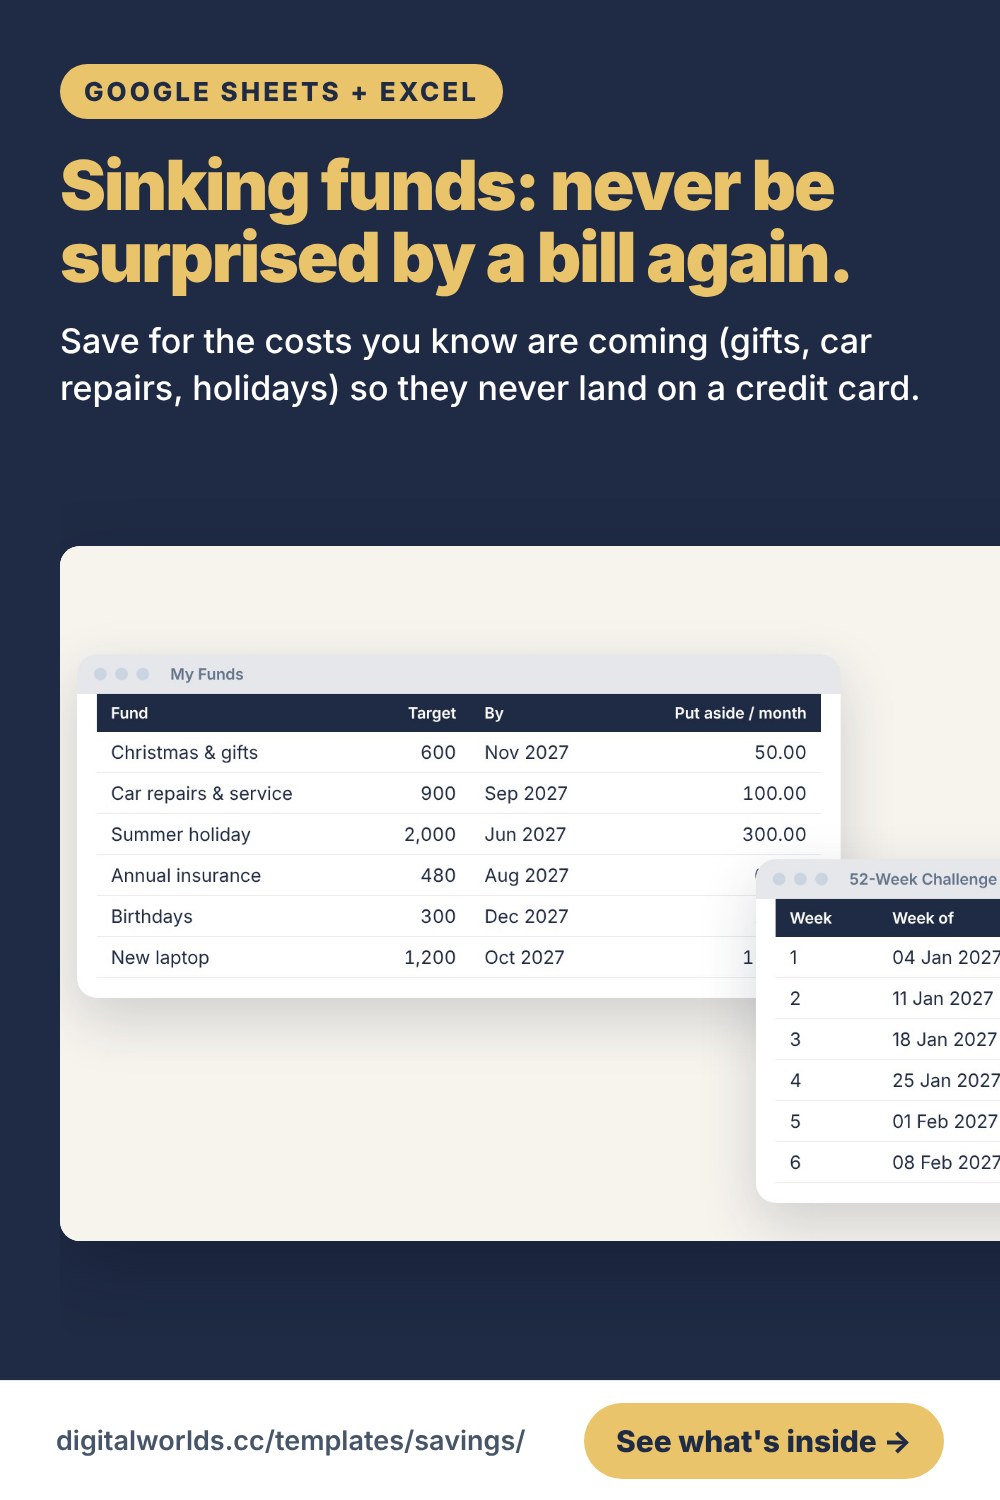 GOOGLE SHEETS + EXCEL
Sinking funds: never be
surprised by a bill again.
Save for the costs you know are coming (gifts, car
repairs, holidays) so they never land on a credit card.
My Funds
Fund Target By Put aside / month
Christmas & gifts 600 Nov 2027 50.00
Car repairs & service 900 Sep 2027 100.00
Summer holiday 2,000 Jun 2027 300.00
Annual insurance 480 Aug 2027
Birthdays 300 Dec 2027
New laptop 1,200 Oct 2027
52-Week Challenge
Week Week of
1 04 Jan 2027
2 11 Jan 2027
3 18 Jan 2027
4 25 Jan 2027
5 01 Feb 2027
6 08 Feb 2027
digitalworlds.cc/templates/savings/
See what's inside →